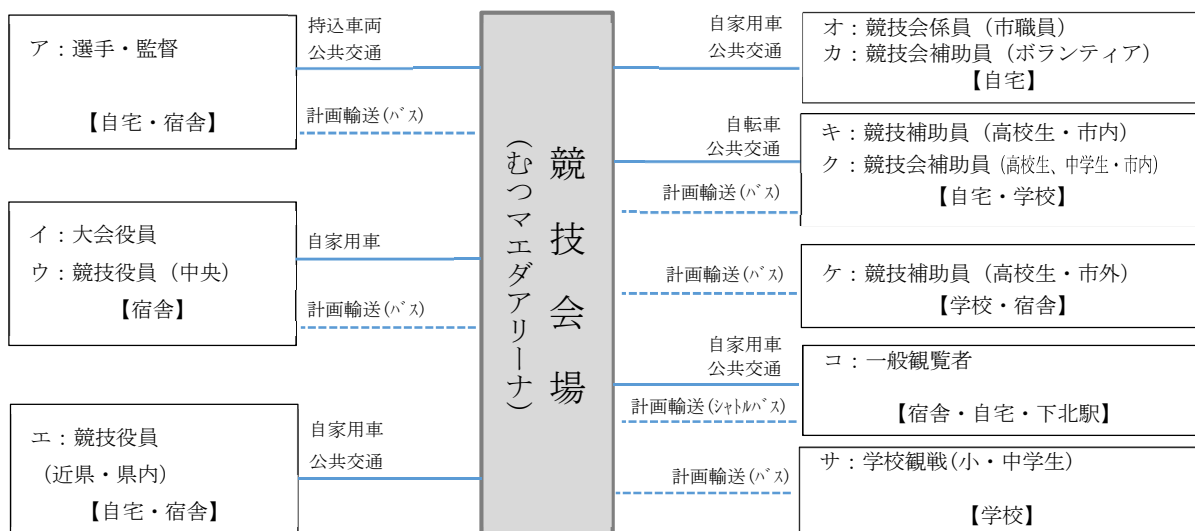 ア：選手・監督
【自宅・宿舎】
持込車両
公共交通
計画輸送(バス)
イ：大会役員
ウ：競技役員（中央）
【宿舎】
自家用車
計画輸送(バス)
エ：競技役員
(近県・県内）
【自宅・宿舎】
自家用車
公共交通
競技会場
(むつマエダアリーナ)
自家用車
公共交通
オ：競技会係員（市職員）
カ：競技会補助員（ボランティア）
【自宅】
自転車
公共交通
計画輸送(バス)
キ：競技補助員（高校生・市内）
ク：競技会補助員（高校生、中学生・市内）
【自宅・学校】
計画輸送(バス)
ケ：競技補助員（高校生・市外）
【学校・宿舎】
自家用車
公共交通
計画輸送(シャトルバス)
コ：一般観覧者
【宿舎・自宅・下北駅】
計画輸送(バス)
サ：学校観戦(小・中学生）
【学校】